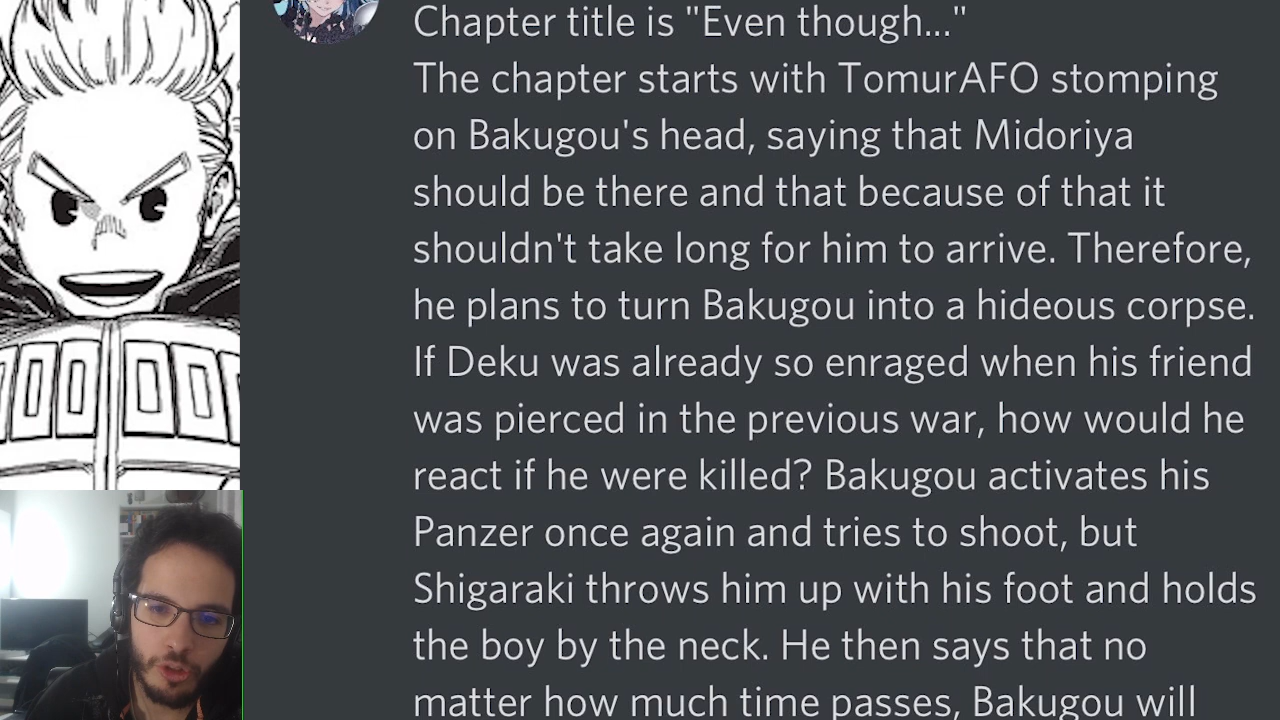 Chapter title is "Even though..."
The chapter starts with TomurAFO stomping
on Bakugou's head, saying that Midoriya
should be there and that because of that it
shouldn't take long for him to arrive. Therefore,
he plans to turn Bakugou into a hideous corpse.
If Deku was already so enraged when his friend
was pierced in the previous war, how would he
react if he were killed? Bakugou activates his
Panzer once again and tries to shoot, but
Shigaraki throws him up with his foot and holds
the boy by the neck. He then says that no
matter how much time passes, Bakugou will